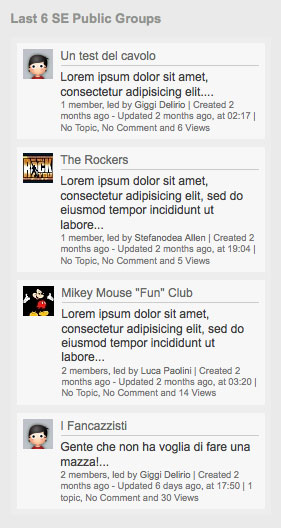 Last 6 SE Public Groups
Un test del cavolo
Lorem ipsum dolor sit amet,
consectetur adipisicing elit....
1 member, led by Giggi Delirio | Created 2
months ago - Updated 2 months ago, at 02:17 |
No Topic, No Comment and 6 Views
The Rockers
Lorem ipsum dolor sit amet,
consectetur adipisicing elit, sed do
eiusmod tempor incididunt ut
labore...
1 member, led by Stefanodea Allen | Created 2
months ago - Updated 2 months ago, at 19:04 |
No Topic, No Comment and 5 Views
Mikey Mouse "Fun" Club
Lorem ipsum dolor sit amet,
consectetur adipisicing elit, sed do
eiusmod tempor incididunt ut
labore...
2 members, led by Luca Paolini | Created 2
months ago - Updated 2 months ago, at 03:20 |
No Topic, No Comment and 14 Views
I Fancazzisti
Gente che non ha voglia di fare una
mazza!...
2 members, led by Giggi Delirio | Created 2
months ago - Updated 6 days ago, at 17:50 | 1
topic, No Comment and 30 Views